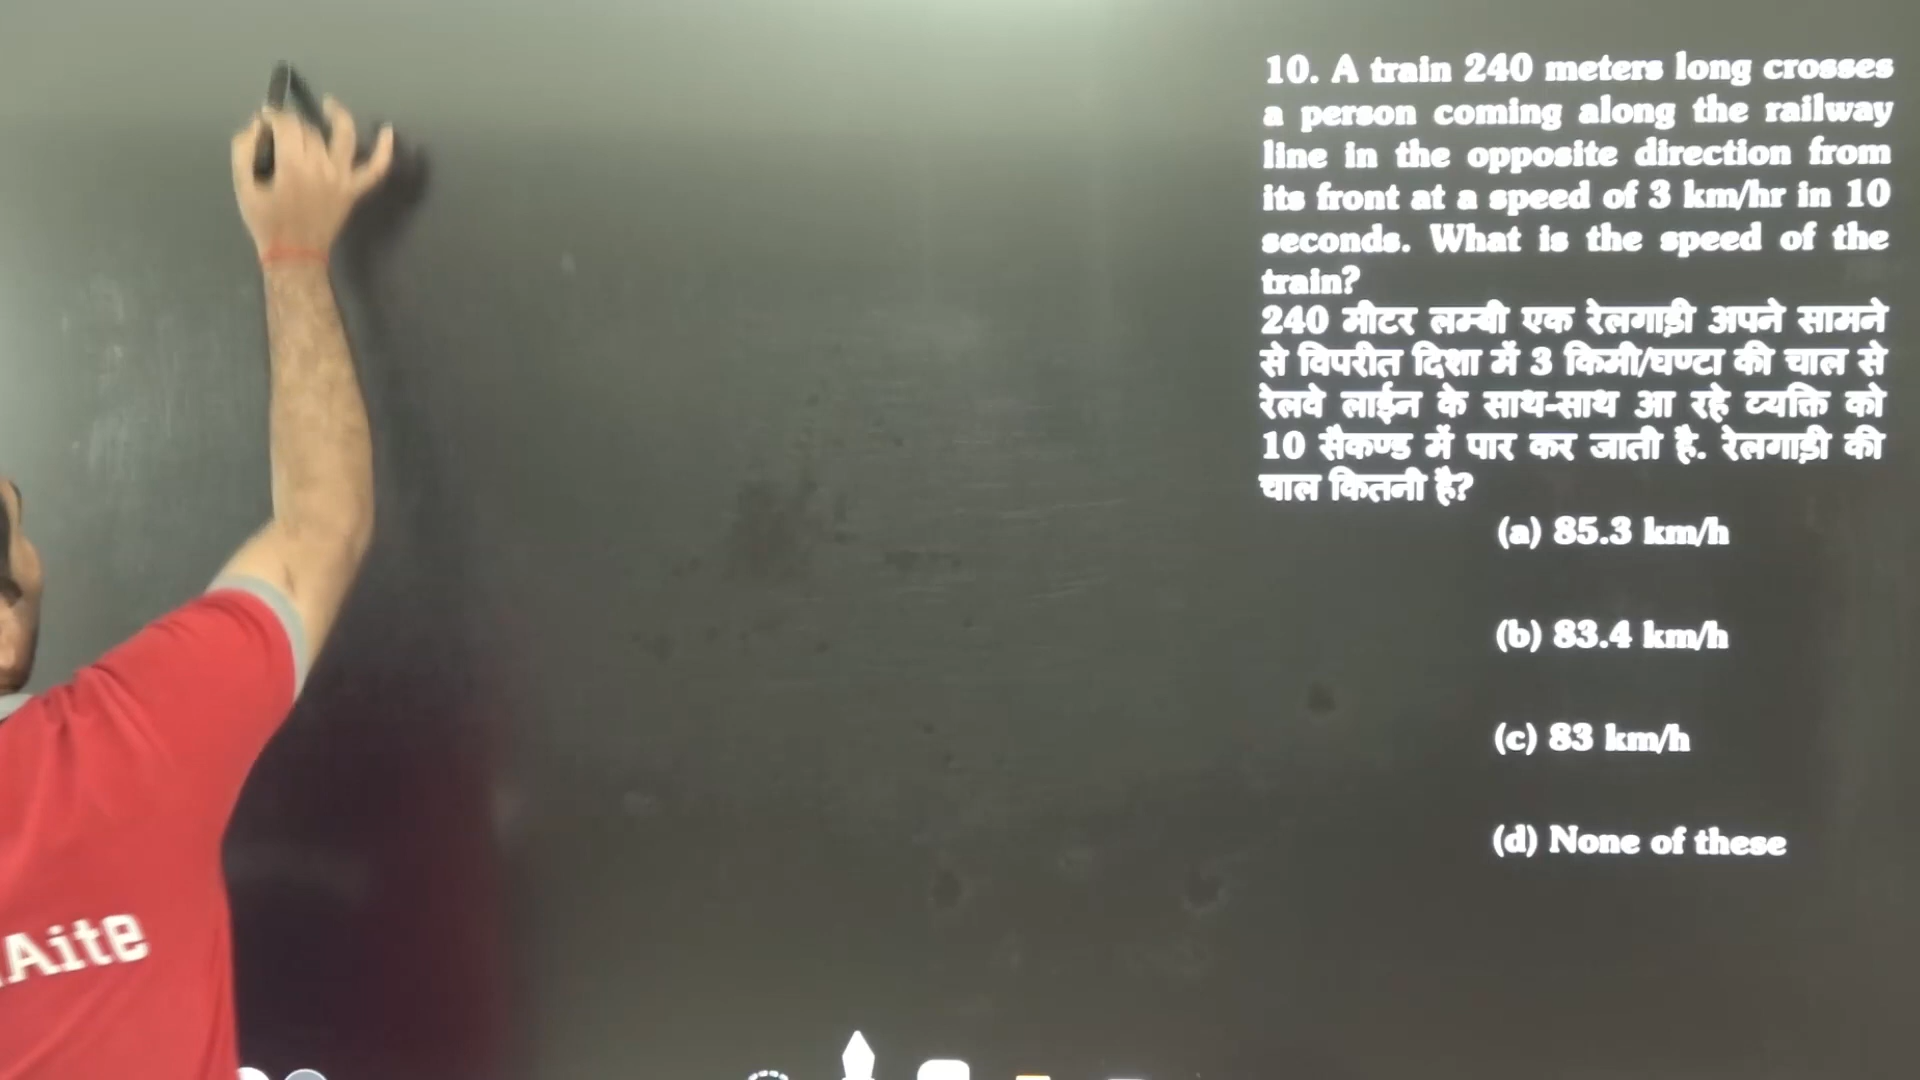 10. A train 240 meters long crosses
a person coming along the railway
line in the opposite direction from
its front at a speed of 3 km/hr in 10
seconds. What is the speed of the
train?
240 मीटर लम्बी एक रेलगाड़ी अपने सामने
से विपरीत दिशा में 3 किमी/घण्टा की चाल से
रेलवे लाईन के साथ-साथ आ रहे व्यक्ति को
10 सैकण्ड में पार कर जाती है. रेलगाड़ी की
चाल कितनी है?
(a) 85.3 km/h
(b) 83.4 km/h
(c) 83 km/h
(d) None of these
Aite